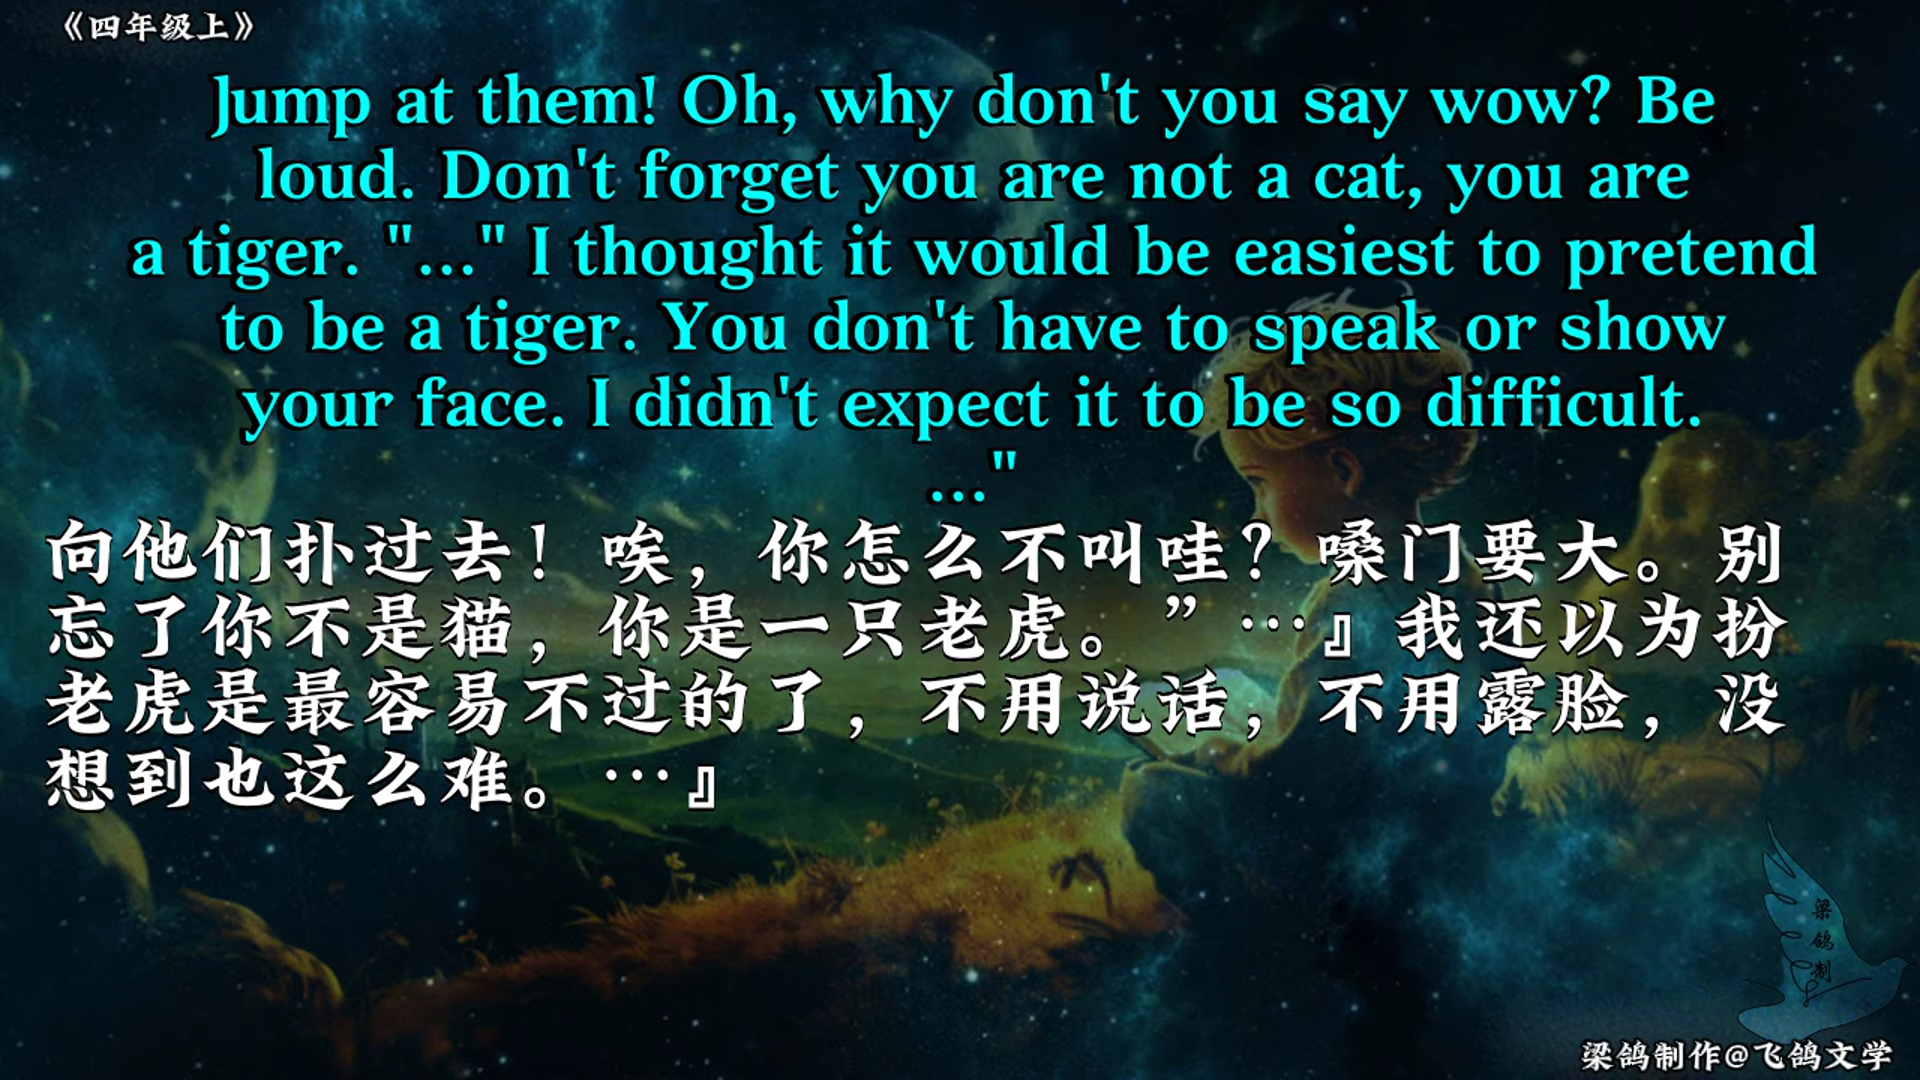 《四年级上》
Jump at them! Oh, why don't you say wow? Be
loud. Don't forget you are not a cat, you are
a tiger. "..." I thought it would be easiest to pretend
to be a tiger. You don't have to speak or show
your face. I didn't expect it to be so difficult.
..."
向他们扑过去！唉，你怎么不叫哇？嗓门要大。别
忘了你不是猫，你是一只老虎。”…』我还以为扮
老虎是最容易不过的了，不用说话，不用露脸，没
想到也这么难。…』
梁
鸽
制
梁鸽制作@飞鸽文学